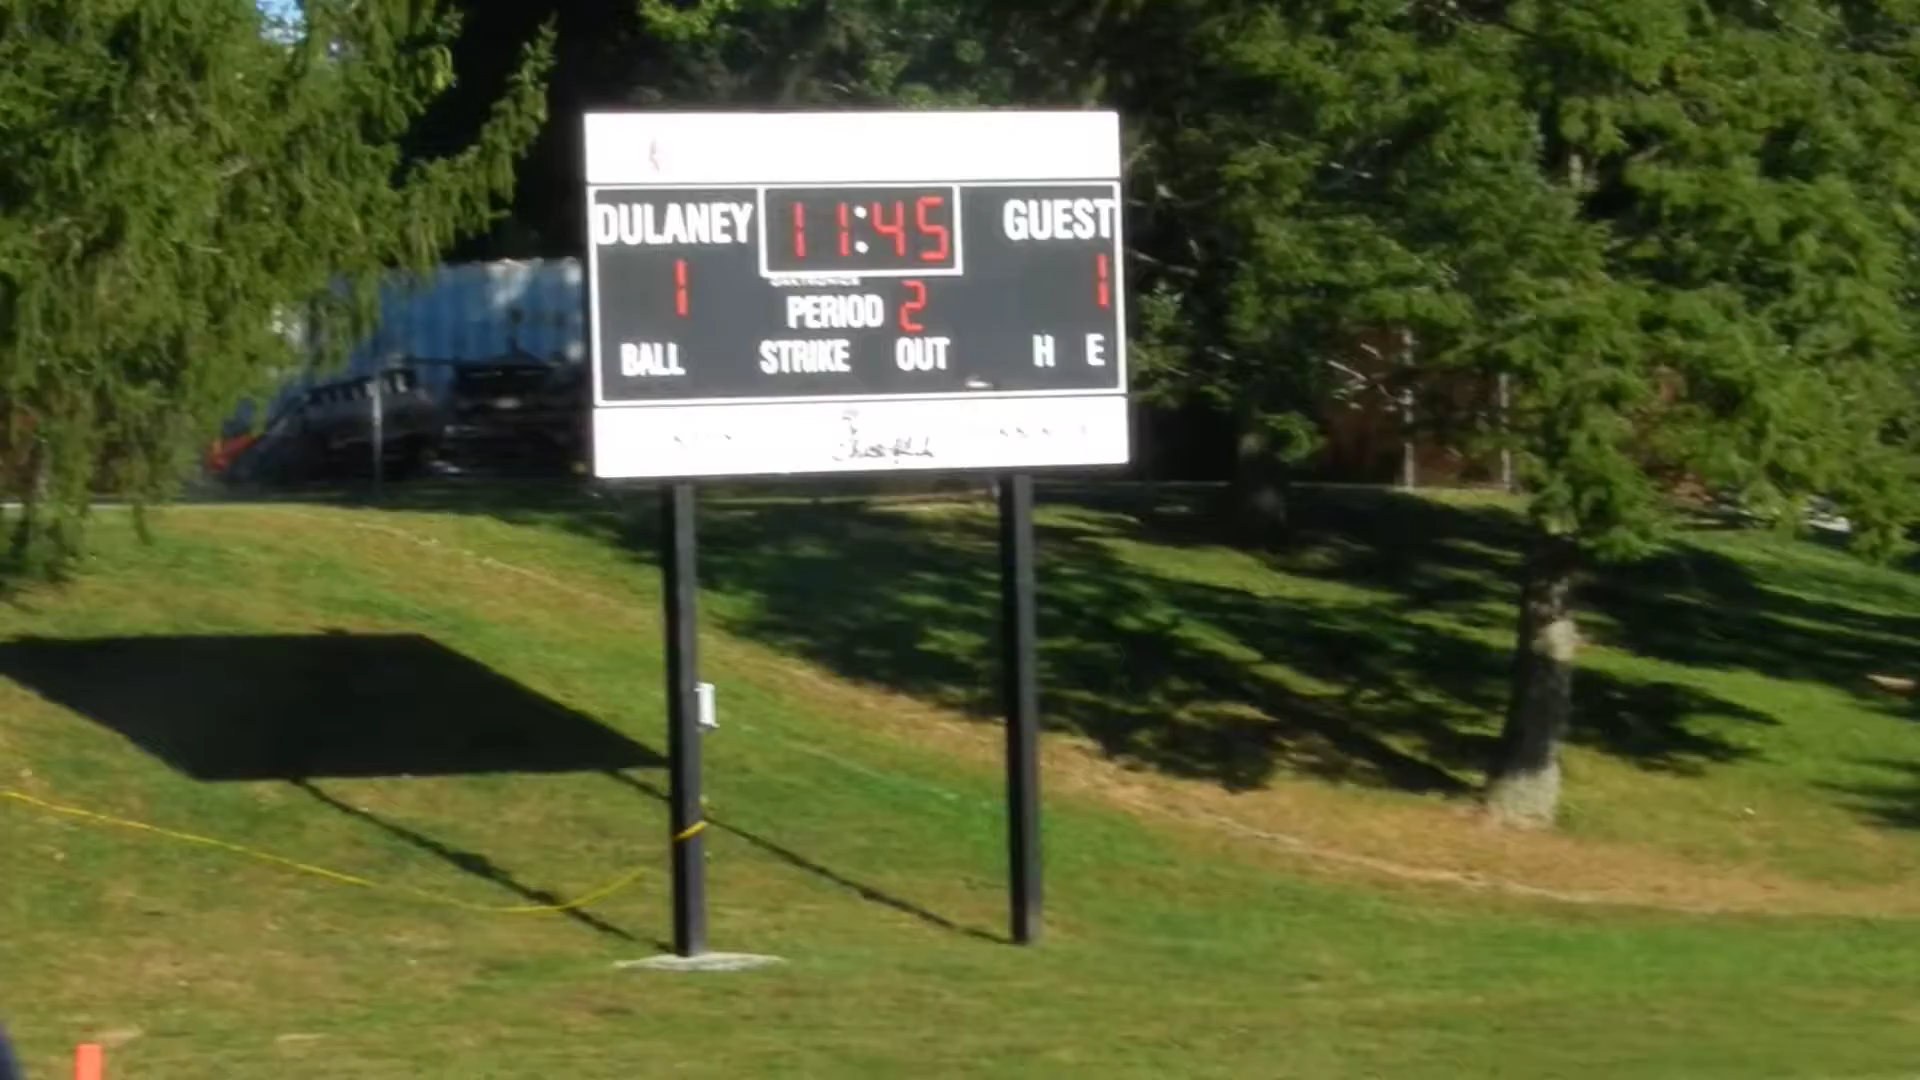 DULANEY 11:45 GUEST
1 1
PERIOD 2
BALL STRIKE OUT H E